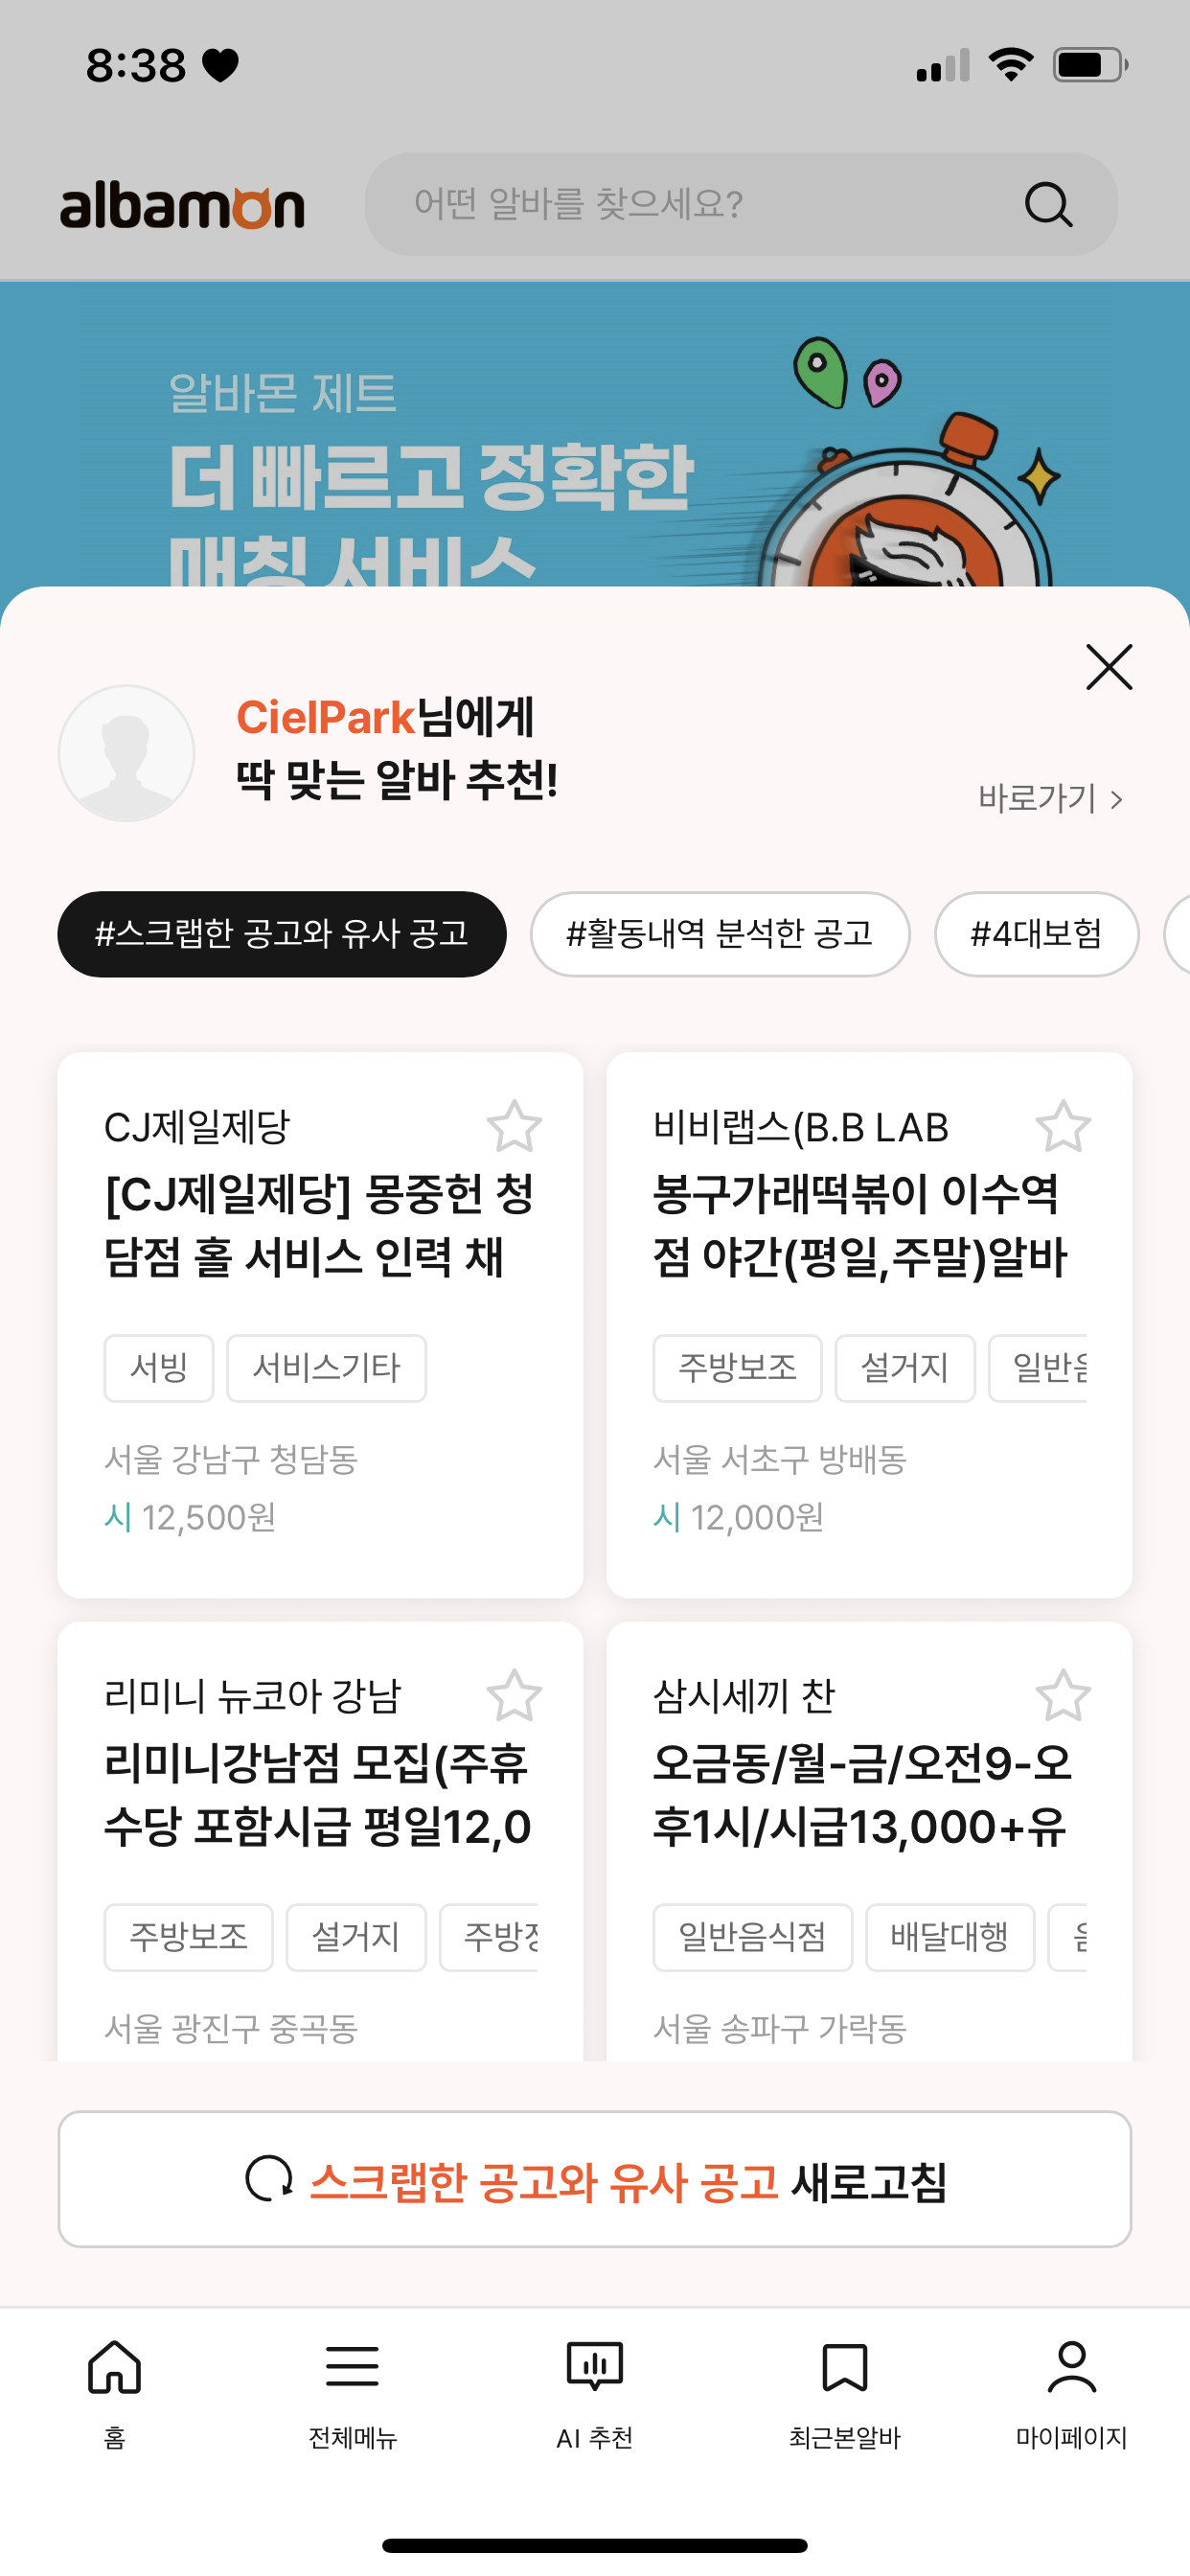 8:38
albamon
어떤 알바를 찾으세요?
알바몬 제트
더 빠르고 정확한
매칭 서비스
CielPark님에게
딱 맞는 알바 추천!
바로가기
#스크랩한 공고와 유사 공고
#활동내역 분석한 공고
#4대보험
CJ제일제당
[CJ제일제당] 몽중헌 청
담점 홀 서비스 인력 채
서빙
서비스기타
서울 강남구 청담동
시 12,500원
비비랩스(B.B LAB
봉구가래떡볶이 이수역
점 야간(평일,주말)알바
주방보조
설거지
서울 서초구 방배동
시 12,000원
리미니 뉴코아 강남
리미니강남점 모집(주휴
수당 포함시급 평일12,0
주방보조
설거지
서울 광진구 중곡동
삼시세끼 찬
오금동/월-금/오전9-오
후1시/시급13,000+유
일반음식점
배달대행
서울 송파구 가락동
스크랩한 공고와 유사 공고 새로고침
홈
전체메뉴
AI 추천
최근본알바
마이페이지